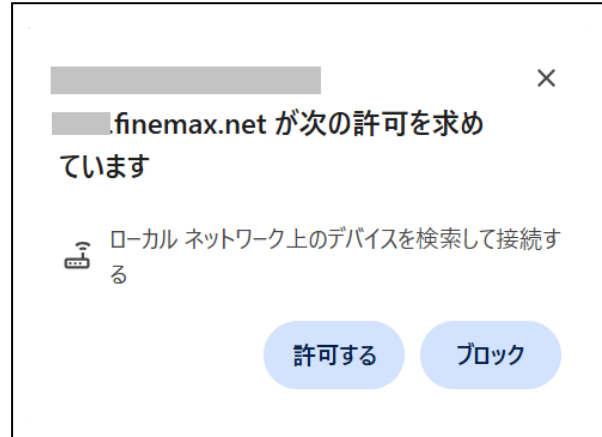 .finemax.net が次の許可を求め
ています
ローカル ネットワーク上のデバイスを検索して接続す
る
許可する ブロック